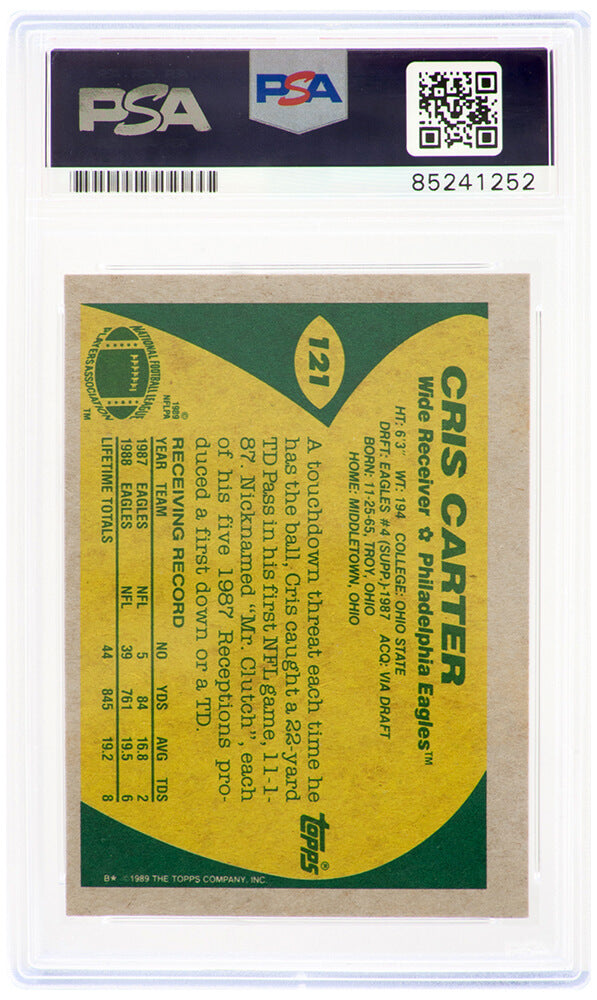 PSA
PSA
85241252
121
NATIONAL FOOTBALL LEAGUE
PLAYERS ASSOCIATION
TM
©
1989
NFLPA
CRIS CARTER
Wide Receiver ✿ Philadelphia Eagles™
HT: 6'3" WT: 194 COLLEGE: OHIO STATE
DRFT: EAGLES #4 (SUPP.)-1987 ACQ: VIA DRAFT
BORN: 11-25-65, TROY, OHIO
HOME: MIDDLETOWN, OHIO
A touchdown threat each time he
has the ball, Cris caught a 22-yard
TD Pass in his first NFL game, 11-1-
87. Nicknamed "Mr. Clutch", each
of his five 1987 Receptions pro-
duced a first down or a TD.
RECEIVING RECORD
YEAR TEAM NO YDS AVG TDS
1987 EAGLES NFL 5 84 16.8 2
1988 EAGLES NFL 39 761 19.5 6
LIFETIME TOTALS 44 845 19.2 8
topps®
B★ ©1989 THE TOPPS COMPANY, INC.